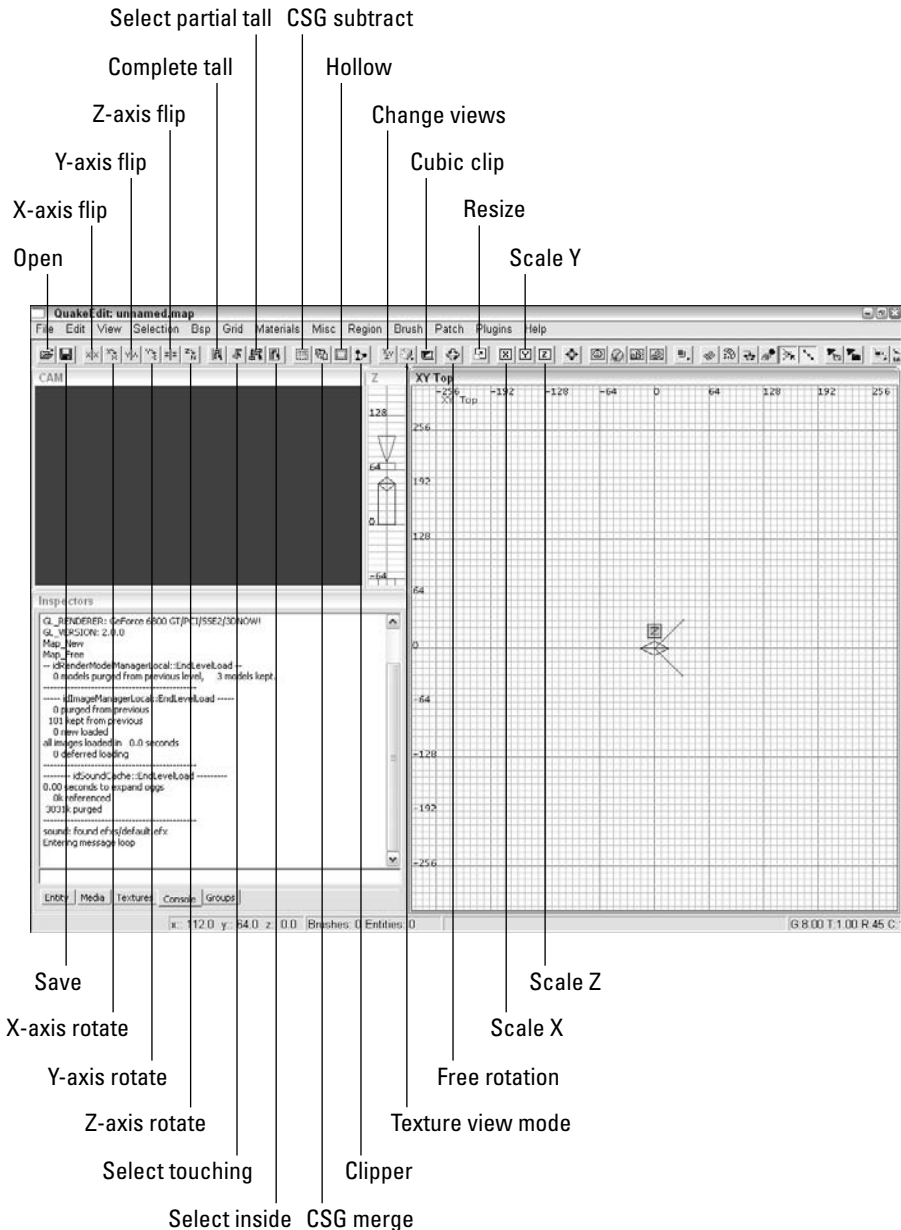 Select partial tall CSG subtract
Complete tall Hollow
Z-axis flip Change views
Y-axis flip Cubic clip
X-axis flip Resize
Open Scale Y
QuakeEdit: unnamed.map
File Edit View Selection Bsp Grid Materials Misc Region Brush Patch Plugins Help
CAM Z XY Top
-256 -192 -128 -64 0 64 128 192 256
XY Top
128
64
0
-64
256
192
128
64
0
-64
-128
-192
-256
Z
X Y Z
Inspectors
GL_RENDERER: GeForce 6800 GT/PCI/SSE2/3DNOW!
GL_VERSION: 2.0.0
Map_New
Map_Free
-- idRenderModelManagerLocal::EndLevelLoad --
0 models purged from previous level, 3 models kept.
---------------------------------------------------
----- idImageManagerLocal::EndLevelLoad -----
0 purged from previous
101 kept from previous
0 new loaded
all images loaded in 0.0 seconds
0 deferred loading
---------------------------------------------------
------- idSoundCache::EndLevelLoad ---------
0.00 seconds to expand oggs
0k referenced
3031k purged
---------------------------------------------------
sound: found efxs/default.efx
Entering message loop
Entity Media Textures Console Groups
x:: 112.0 y:: 64.0 z: 0.0 Brushes: 0 Entities: 0 G:8.00 T:1.00 R:45 C:
Save Scale Z
X-axis rotate Scale X
Y-axis rotate Free rotation
Z-axis rotate Texture view mode
Select touching Clipper
Select inside CSG merge